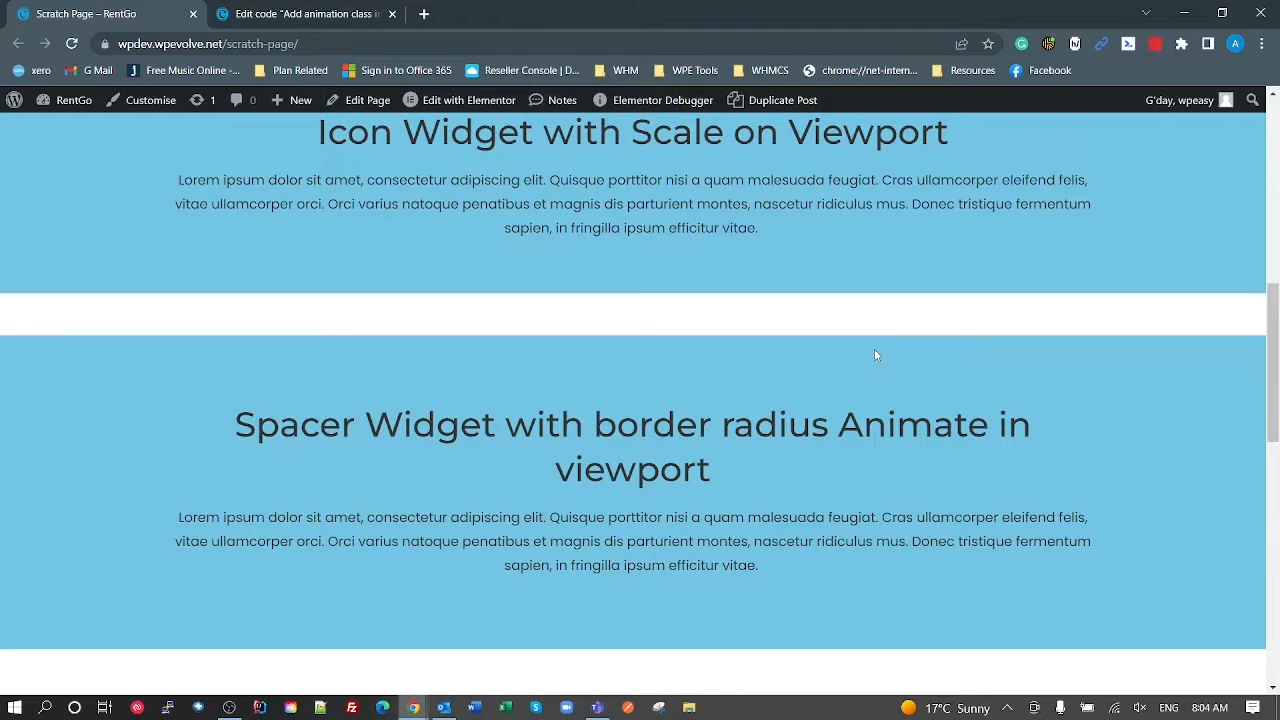 Scratch Page – RentGo
Edit code "Add animation class in
wpdev.wpevolve.net/scratch-page/
xero
G Mail
Free Music Online -...
Plan Related
Sign in to Office 365
Reseller Console | D...
WHM
WPE Tools
WHMCS
chrome://net-intern...
Resources
Facebook
RentGo
Customise
1
0
New
Edit Page
Edit with Elementor
Notes
Elementor Debugger
Duplicate Post
G'day, wpeasy
Icon Widget with Scale on Viewport
Lorem ipsum dolor sit amet, consectetur adipiscing elit. Quisque porttitor nisi a quam malesuada feugiat. Cras ullamcorper eleifend felis,
vitae ullamcorper orci. Orci varius natoque penatibus et magnis dis parturient montes, nascetur ridiculus mus. Donec tristique fermentum
sapien, in fringilla ipsum efficitur vitae.
Spacer Widget with border radius Animate in
viewport
Lorem ipsum dolor sit amet, consectetur adipiscing elit. Quisque porttitor nisi a quam malesuada feugiat. Cras ullamcorper eleifend felis,
vitae ullamcorper orci. Orci varius natoque penatibus et magnis dis parturient montes, nascetur ridiculus mus. Donec tristique fermentum
sapien, in fringilla ipsum efficitur vitae.
17°C Sunny
ENG
8:04 AM